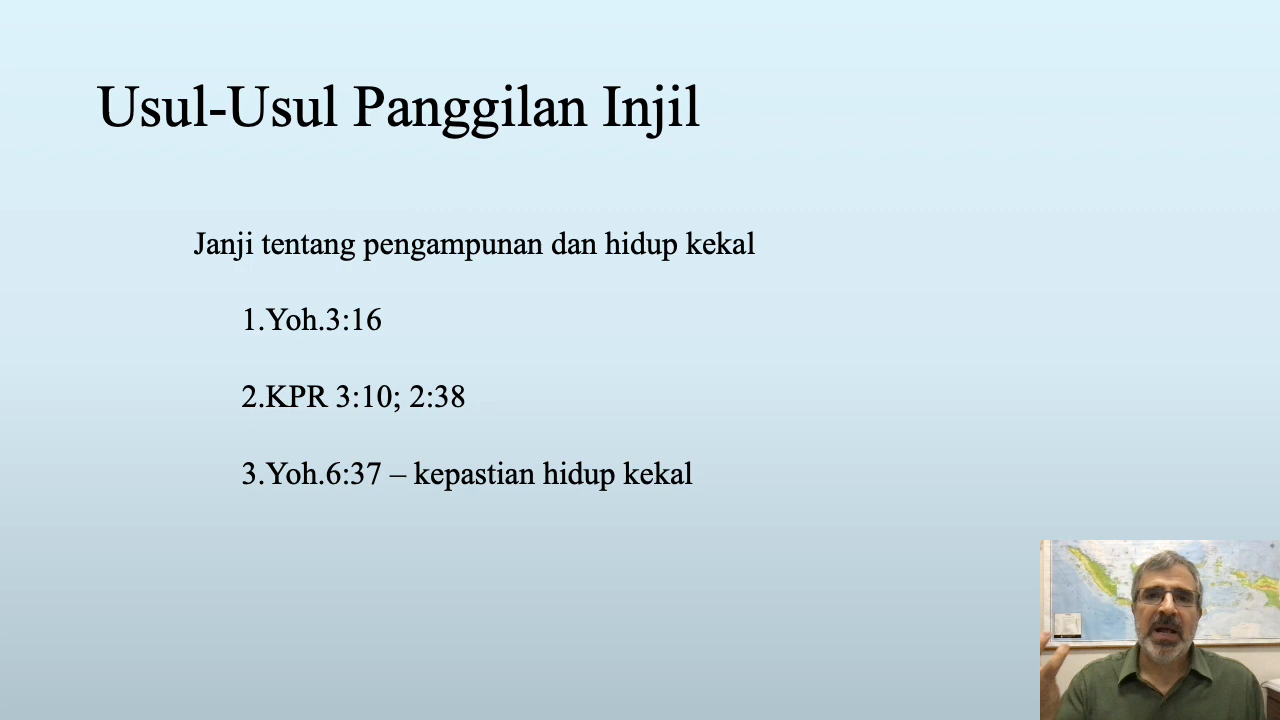 Usul-Usul Panggilan Injil
Janji tentang pengampunan dan hidup kekal
1.Yoh.3:16
2.KPR 3:10; 2:38
3.Yoh.6:37 – kepastian hidup kekal